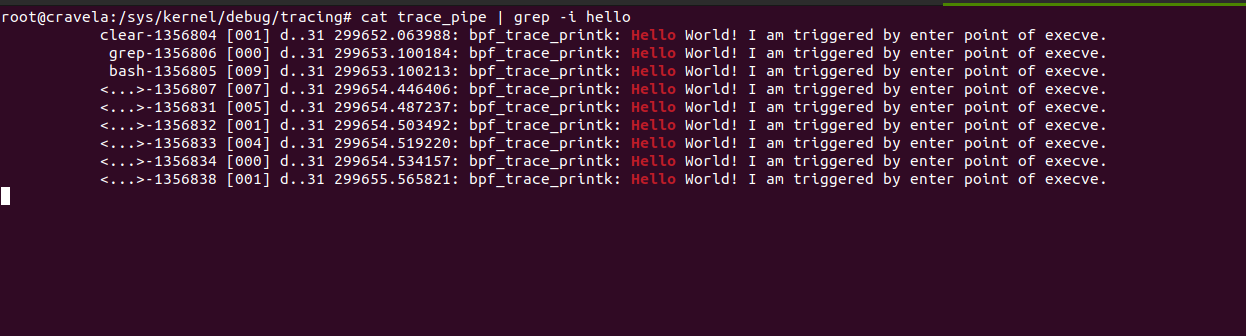 root@cravela:/sys/kernel/debug/tracing# cat trace_pipe | grep -i hello
clear-1356804 [001] d..31 299652.063988: bpf_trace_printk: Hello World! I am triggered by enter point of execve.
grep-1356806 [000] d..31 299653.100184: bpf_trace_printk: Hello World! I am triggered by enter point of execve.
bash-1356805 [009] d..31 299653.100213: bpf_trace_printk: Hello World! I am triggered by enter point of execve.
<...>-1356807 [007] d..31 299654.446406: bpf_trace_printk: Hello World! I am triggered by enter point of execve.
<...>-1356831 [005] d..31 299654.487237: bpf_trace_printk: Hello World! I am triggered by enter point of execve.
<...>-1356832 [001] d..31 299654.503492: bpf_trace_printk: Hello World! I am triggered by enter point of execve.
<...>-1356833 [004] d..31 299654.519220: bpf_trace_printk: Hello World! I am triggered by enter point of execve.
<...>-1356834 [000] d..31 299654.534157: bpf_trace_printk: Hello World! I am triggered by enter point of execve.
<...>-1356838 [001] d..31 299655.565821: bpf_trace_printk: Hello World! I am triggered by enter point of execve.